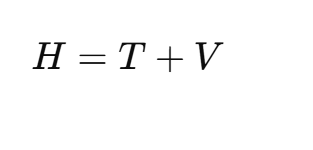 H = T + V